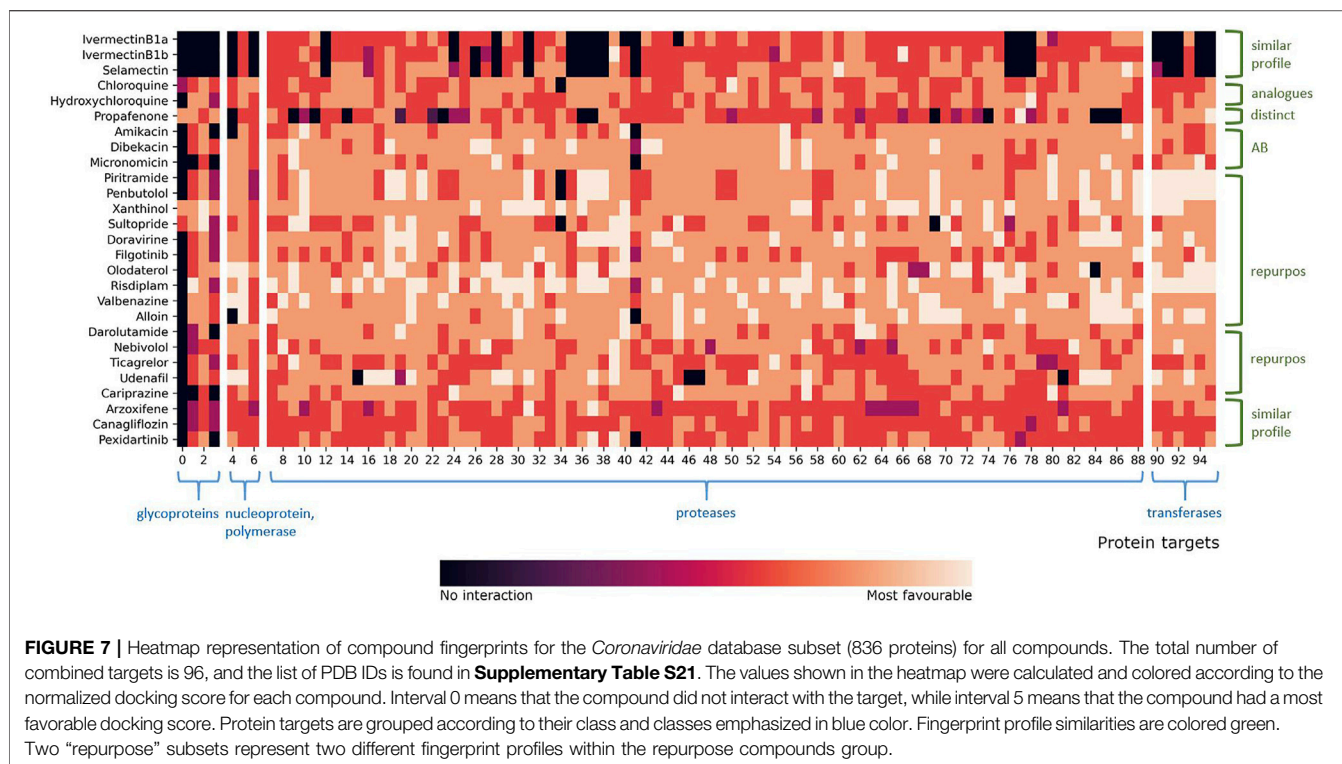 IvermectinB1a
IvermectinB1b
Selamectin
Chloroquine
Hydroxychloroquine
Propafenone
Amikacin
Dibekacin
Micronomicin
Piritramide
Penbutolol
Xanthinol
Sultopride
Doravirine
Filgotinib
Olodaterol
Risdiplam
Valbenazine
Alloin
Darolutamide
Nebivolol
Ticagrelor
Udenafil
Cariprazine
Arzoxifene
Canagliflozin
Pexidartinib
similar
profile
analogues
distinct
AB
repurpos
repurpos
similar
profile
0 2 4 6 8 10 12 14 16 18 20 22 24 26 28 30 32 34 36 38 40 42 44 46 48 50 52 54 56 58 60 62 64 66 68 70 72 74 76 78 80 82 84 86 88 90 92 94
glycoproteins nucleoprotein, proteases transferases
polymerase
Protein targets
No interaction Most favourable
FIGURE 7 | Heatmap representation of compound fingerprints for the Coronaviridae database subset (836 proteins) for all compounds. The total number of
combined targets is 96, and the list of PDB IDs is found in Supplementary Table S21. The values shown in the heatmap were calculated and colored according to the
normalized docking score for each compound. Interval 0 means that the compound did not interact with the target, while interval 5 means that the compound had a most
favorable docking score. Protein targets are grouped according to their class and classes emphasized in blue color. Fingerprint profile similarities are colored green.
Two “repurpose” subsets represent two different fingerprint profiles within the repurpose compounds group.